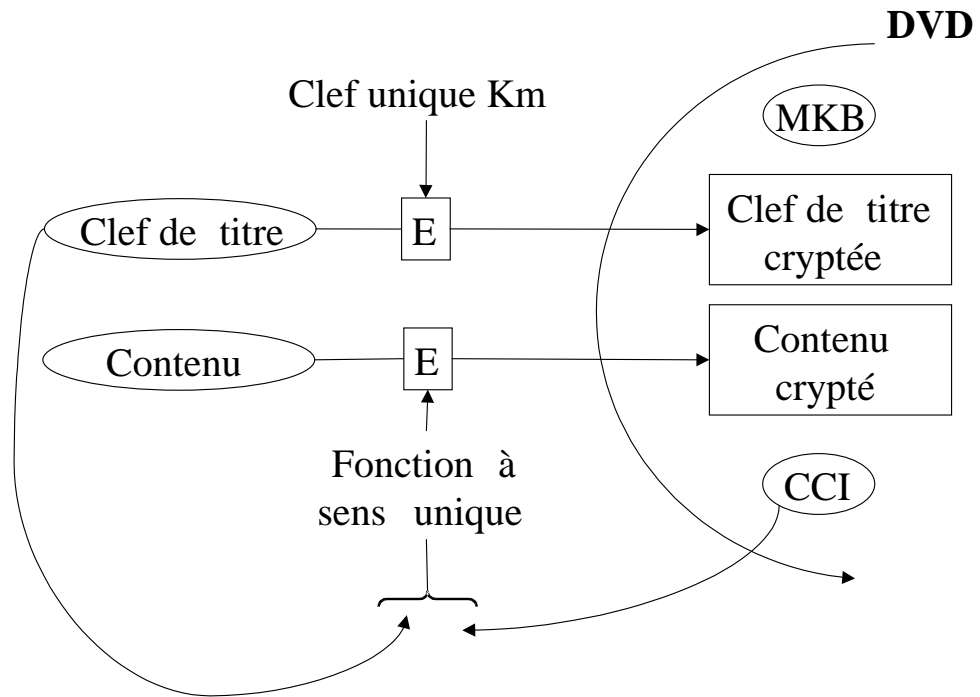 DVD
Clef unique Km
MKB
Clef de titre
E
Clef de titre
cryptée
Contenu
E
Contenu
crypté
Fonction à
sens unique
CCI